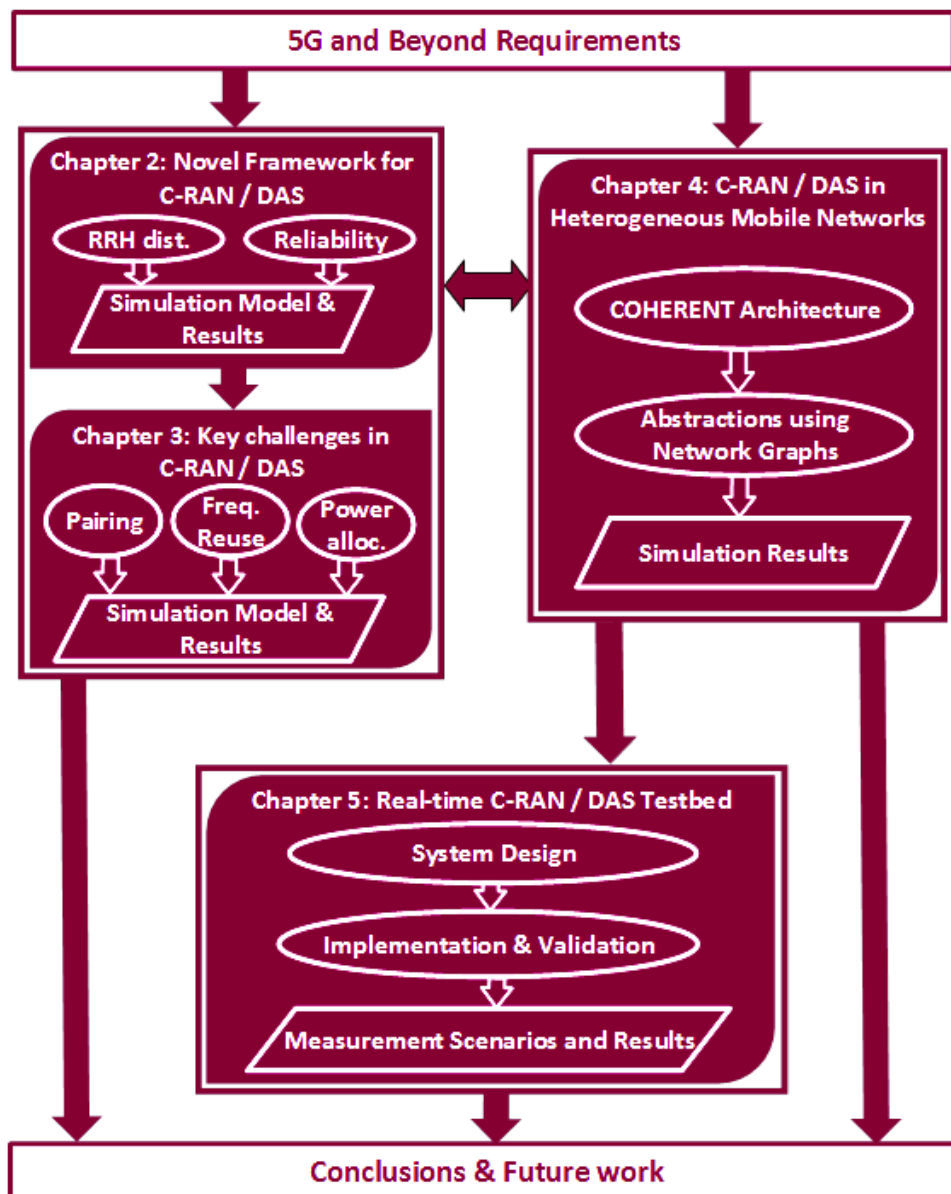 5G and Beyond Requirements
Chapter 2: Novel Framework for
C-RAN / DAS
RRH dist.
Reliability
Simulation Model &
Results
Chapter 3: Key challenges in
C-RAN / DAS
Pairing
Freq.
Reuse
Power
alloc.
Simulation Model &
Results
Chapter 4: C-RAN / DAS in
Heterogeneous Mobile Networks
COHERENT Architecture
Abstractions using
Network Graphs
Simulation Results
Chapter 5: Real-time C-RAN / DAS Testbed
System Design
Implementation & Validation
Measurement Scenarios and Results
Conclusions & Future work